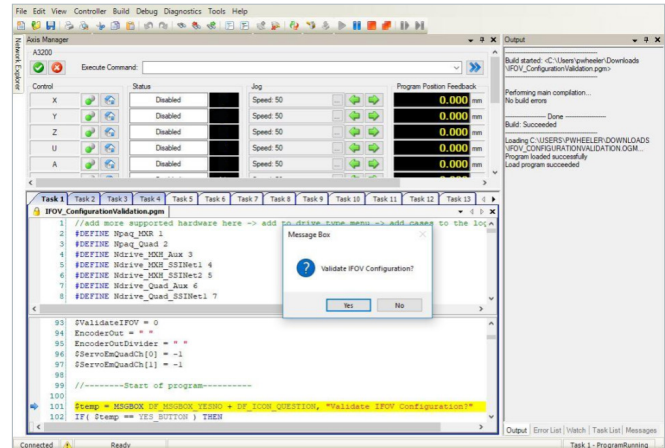 File Edit View Controller Build Debug Diagnostics Tools Help
Axis Manager
Network Explorer
A3200
Execute Command:
Control Status Jog Program Position Feedback
X Disabled Speed: 50 0.000 mm
Y Disabled Speed: 50 0.000 mm
Z Disabled Speed: 50 0.000 mm
U Disabled Speed: 50 0.000 mm
A Disabled Speed: 50 0.000 mm
Task 1 Task 2 Task 3 Task 4 Task 5 Task 6 Task 7 Task 8 Task 9 Task 10 Task 11 Task 12 Task 13
IFOV_ConfigurationValidation.pgm
1 //add more supported hardware here -> add to drive type menu -> add cases to the log
2 #DEFINE Npaq_MXR 1
3 #DEFINE Npaq_Quad 2
4 #DEFINE Ndrive_MXH_Aux 3
5 #DEFINE Ndrive_MXH_SSINet1 4
6 #DEFINE Ndrive_MXH_SSINet2 5
7 #DEFINE Ndrive_Quad_Aux 6
8 #DEFINE Ndrive_Quad_SSINet1 7
Message Box
Validate IFOV Configuration?
Yes No
93 $ValidateIFOV = 0
94 EncoderOut = " "
95 EncoderOutDivider = " "
96 $ServoEmQuadCh[0] = -1
97 $ServoEmQuadCh[1] = -1
98
99 //--------Start of program----------
100
101 $temp = MSGBOX DF_MSGBOX_YESNO + DF_ICON_QUESTION, "Validate IFOV Configuration?"
102 IF( $temp == YES_BUTTON ) THEN
Output
Build started: <C:\Users\pwheeler\Downloads
\IFOV_ConfigurationValidation.pgm>
Performing main compilation...
No build errors
Done
Build: Succeeded
Loading C:\USERS\PWHEELER\DOWNLOADS
\IFOV_CONFIGURATIONVALIDATION.OGM...
Program loaded successfully
Load program succeeded
Output Error List Watch Task List Messages
Connected Ready Task 1 - ProgramRunning